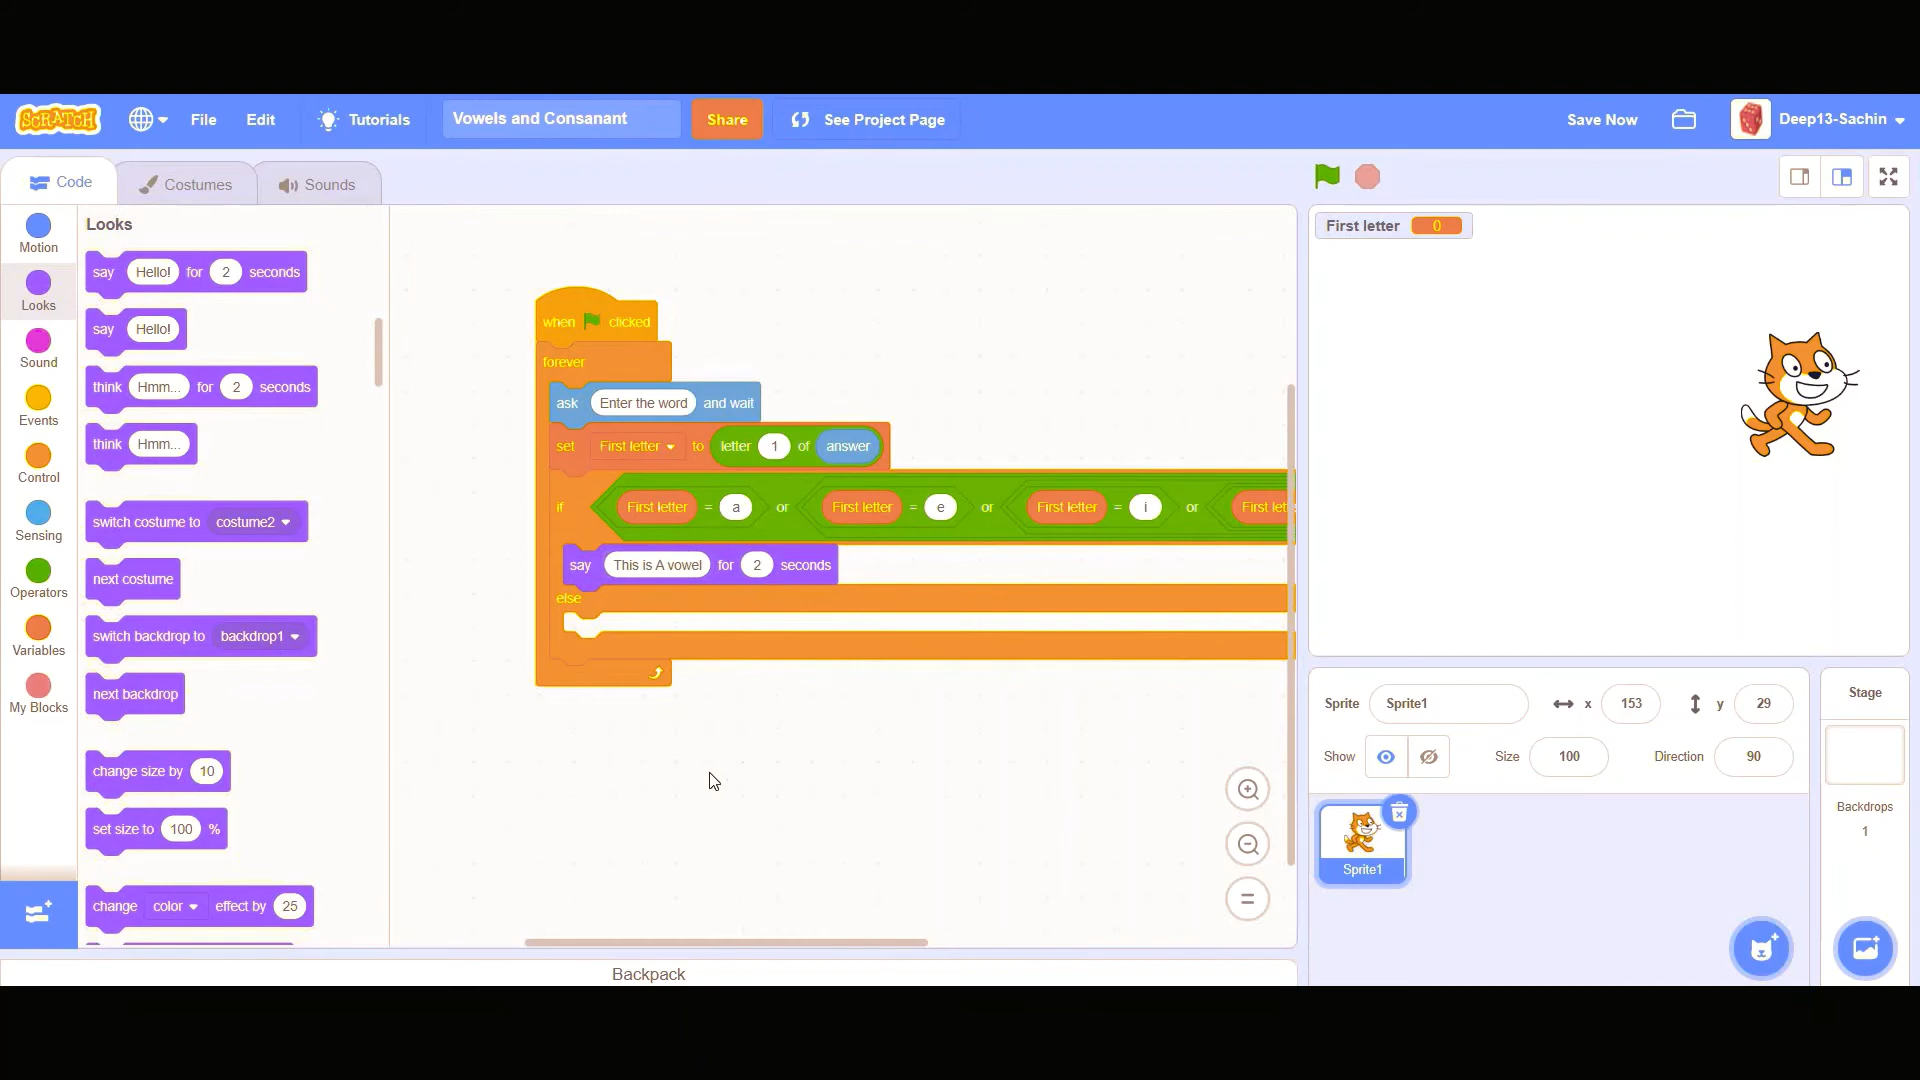 SCRATCH File Edit Tutorials Vowels and Consanant Share See Project Page Save Now Deep13-Sachin
Code Costumes Sounds
Motion
Looks
Sound
Events
Control
Sensing
Operators
Variables
My Blocks
Looks
say Hello! for 2 seconds
say Hello!
think Hmm... for 2 seconds
think Hmm...
switch costume to costume2
next costume
switch backdrop to backdrop1
next backdrop
change size by 10
set size to 100 %
change color effect by 25
when clicked
forever
ask Enter the word and wait
set First letter to letter 1 of answer
if First letter = a or First letter = e or First letter = i or First let
say This is A vowel for 2 seconds
else
Backpack
First letter 0
Sprite Sprite1 x 153 y 29
Show Size 100 Direction 90
Sprite1
Stage
Backdrops
1